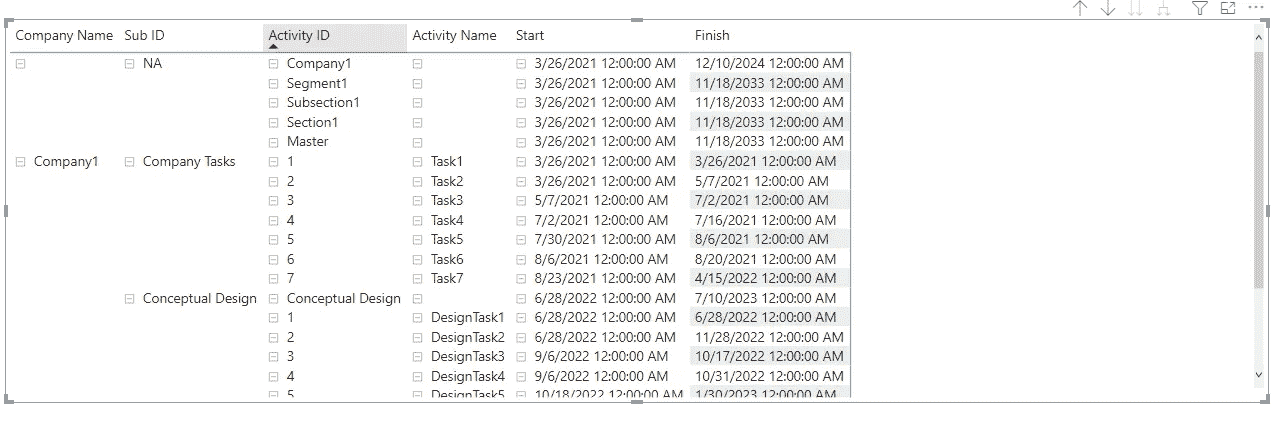 Company Name Sub ID Activity ID Activity Name Start Finish
NA Company1 3/26/2021 12:00:00 AM 12/10/2024 12:00:00 AM
Segment1 3/26/2021 12:00:00 AM 11/18/2033 12:00:00 AM
Subsection1 3/26/2021 12:00:00 AM 11/18/2033 12:00:00 AM
Section1 3/26/2021 12:00:00 AM 11/18/2033 12:00:00 AM
Master 3/26/2021 12:00:00 AM 11/18/2033 12:00:00 AM
Company1 Company Tasks 1 Task1 3/26/2021 12:00:00 AM 3/26/2021 12:00:00 AM
2 Task2 3/26/2021 12:00:00 AM 5/7/2021 12:00:00 AM
3 Task3 5/7/2021 12:00:00 AM 7/2/2021 12:00:00 AM
4 Task4 7/2/2021 12:00:00 AM 7/16/2021 12:00:00 AM
5 Task5 7/30/2021 12:00:00 AM 8/6/2021 12:00:00 AM
6 Task6 8/6/2021 12:00:00 AM 8/20/2021 12:00:00 AM
7 Task7 8/23/2021 12:00:00 AM 4/15/2022 12:00:00 AM
Conceptual Design Conceptual Design 6/28/2022 12:00:00 AM 7/10/2023 12:00:00 AM
1 DesignTask1 6/28/2022 12:00:00 AM 6/28/2022 12:00:00 AM
2 DesignTask2 6/28/2022 12:00:00 AM 11/28/2022 12:00:00 AM
3 DesignTask3 9/6/2022 12:00:00 AM 10/17/2022 12:00:00 AM
4 DesignTask4 9/6/2022 12:00:00 AM 10/31/2022 12:00:00 AM
5 DesignTask5 10/18/2022 12:00:00 AM 1/30/2023 12:00:00 AM